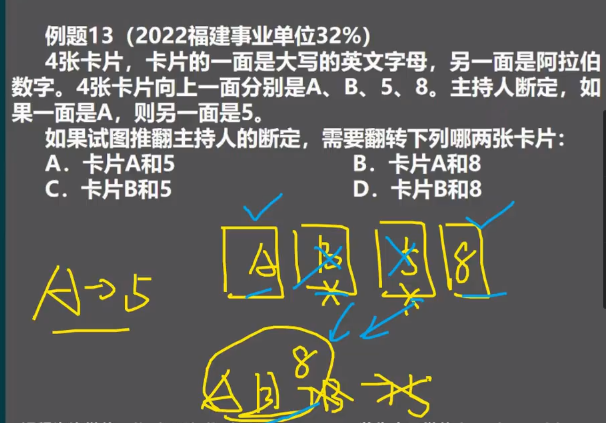 例题13（2022福建事业单位32%）
4张卡片，卡片的一面是大写的英文字母，另一面是阿拉伯
数字。4张卡片向上一面分别是A、B、5、8。主持人断定，如
果一面是A，则另一面是5。
如果试图推翻主持人的断定，需要翻转下列哪两张卡片：
A．卡片A和5 B．卡片A和8
C．卡片B和5 D．卡片B和8
A B 5 8
A→5
8
A 且